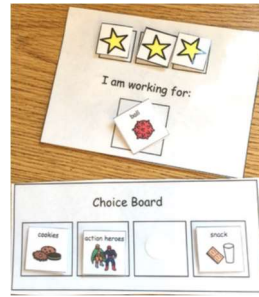 I am working for:
ball
Choice Board
cookies
action heroes
snack